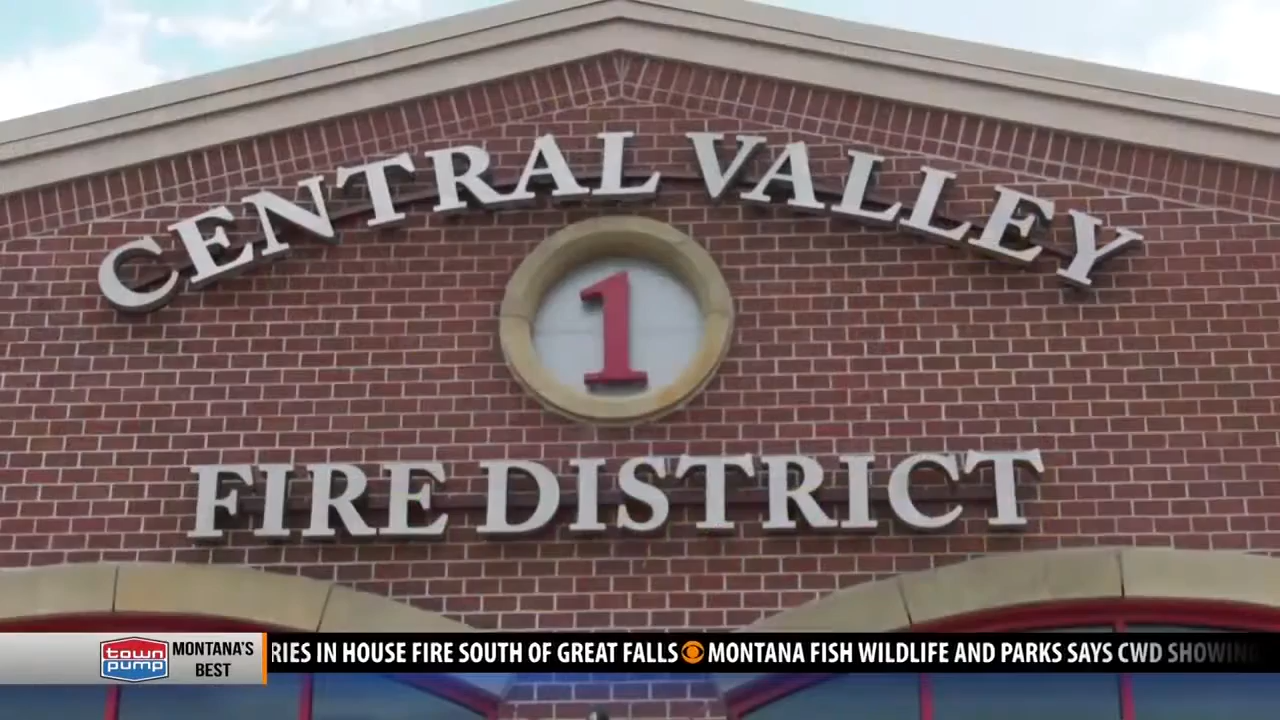 CENTRAL VALLEY
1
FIRE DISTRICT
town pump
MONTANA'S BEST
RIES IN HOUSE FIRE SOUTH OF GREAT FALLS MONTANA FISH WILDLIFE AND PARKS SAYS CWD SHOWIN